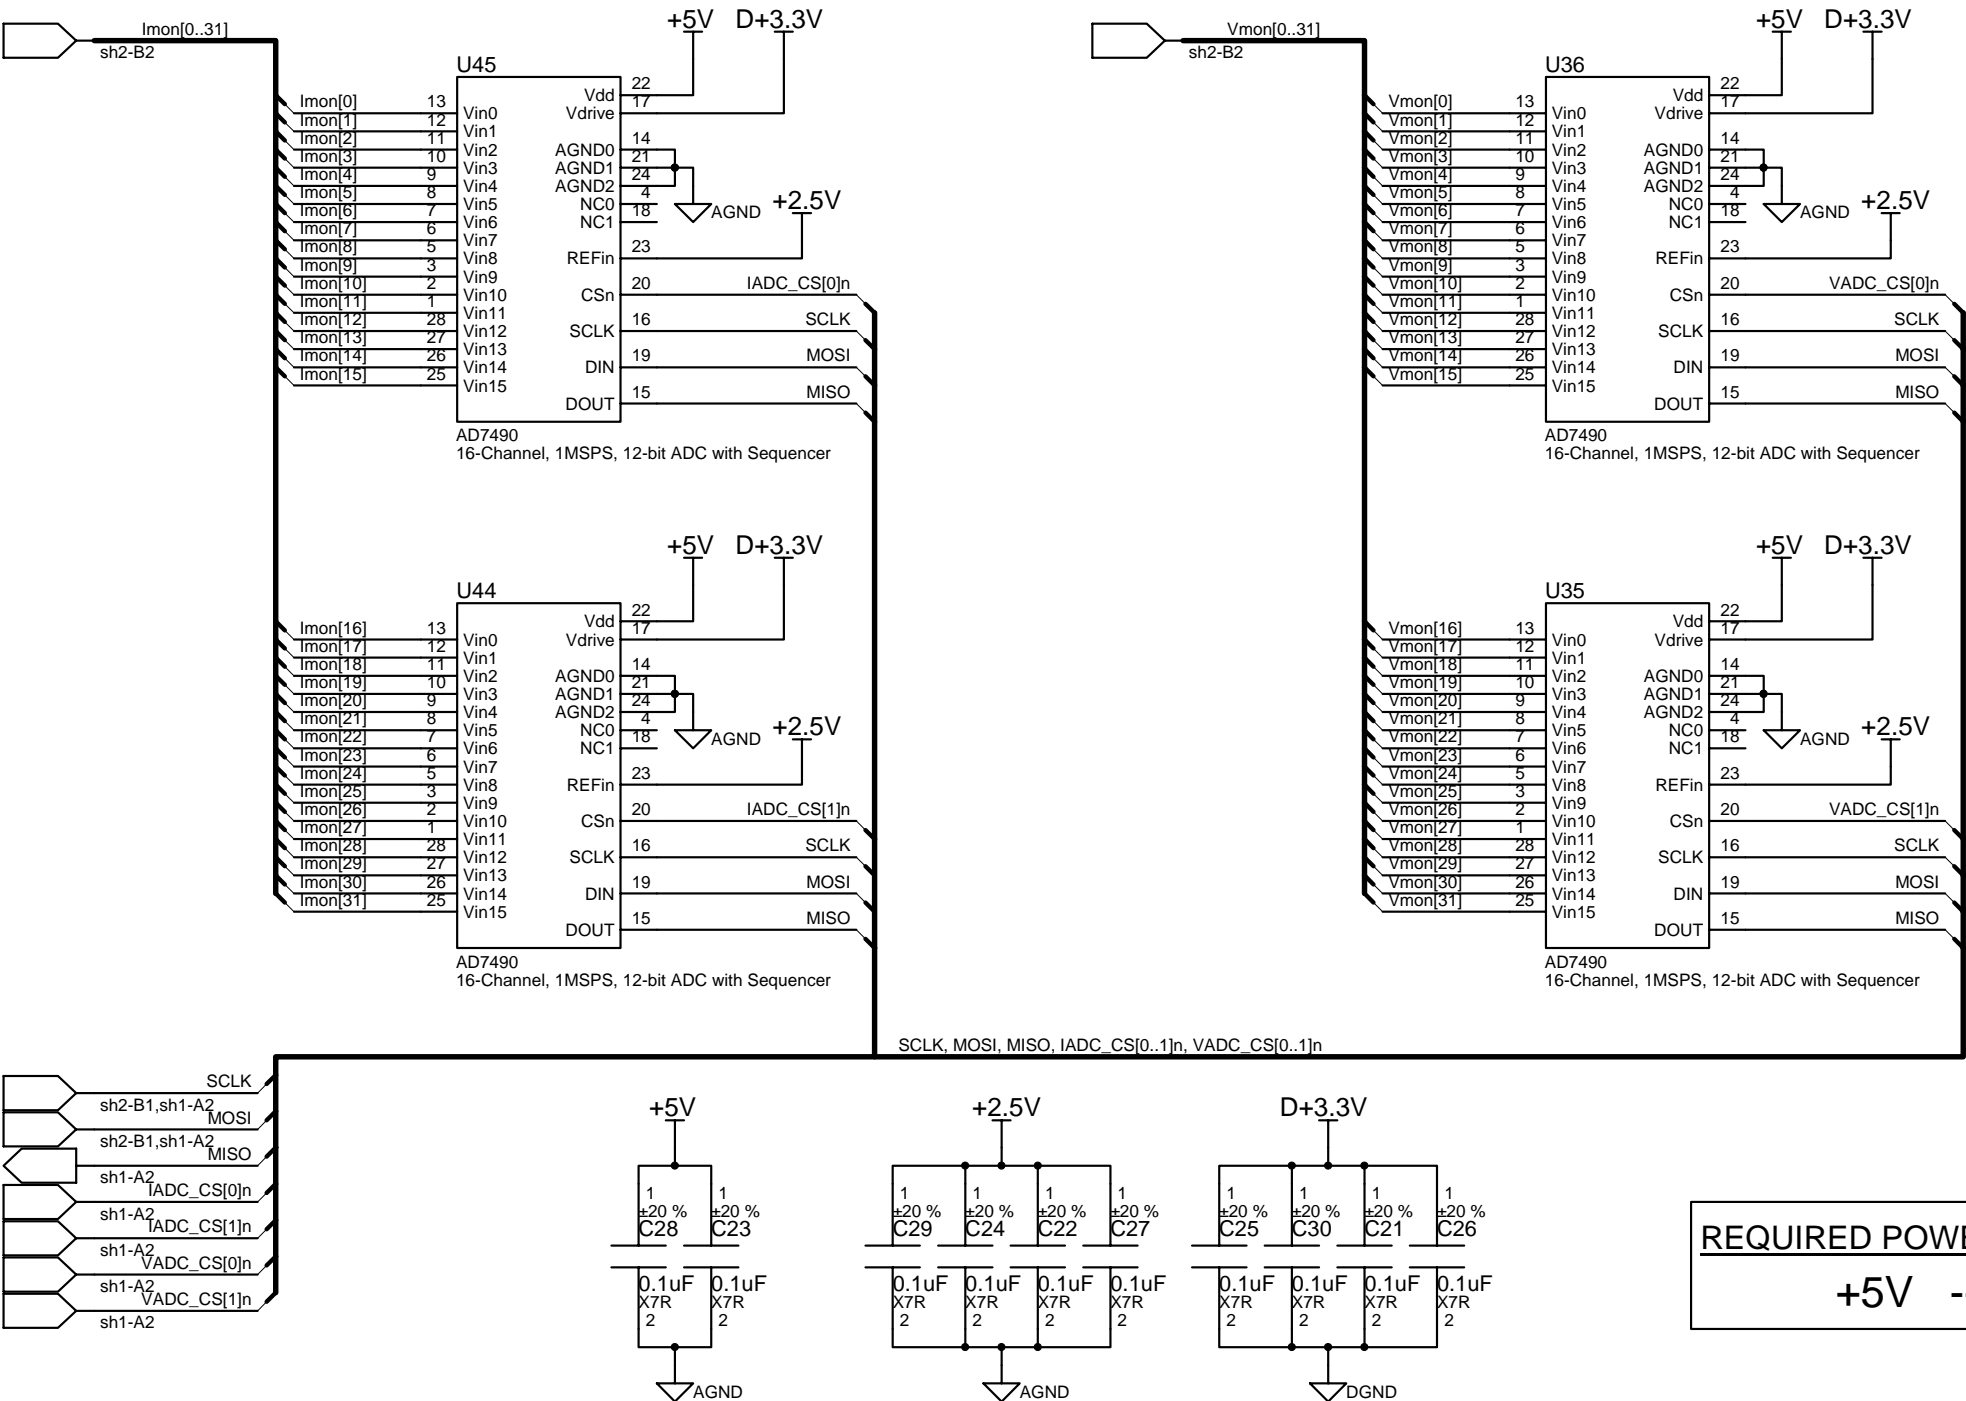 Imon[0..31]
sh2-B2
+5V D+3.3V
U45
Imon[0] 13 Vin0
Imon[1] 12 Vin1
Imon[2] 11 Vin2
Imon[3] 10 Vin3
Imon[4] 9 Vin4
Imon[5] 8 Vin5
Imon[6] 7 Vin6
Imon[7] 6 Vin7
Imon[8] 5 Vin8
Imon[9] 3 Vin9
Imon[10] 2 Vin10
Imon[11] 1 Vin11
Imon[12] 28 Vin12
Imon[13] 27 Vin13
Imon[14] 26 Vin14
Imon[15] 25 Vin15
Vdd 22
Vdrive 17
AGND0 14
AGND1 21
AGND2 24
NC0 4
NC1 18
AGND
+2.5V
REFin 23
CSn 20 IADC_CS[0]n
SCLK 16 SCLK
DIN 19 MOSI
DOUT 15 MISO
AD7490
16-Channel, 1MSPS, 12-bit ADC with Sequencer
Vmon[0..31]
sh2-B2
+5V D+3.3V
U36
Vmon[0] 13 Vin0
Vmon[1] 12 Vin1
Vmon[2] 11 Vin2
Vmon[3] 10 Vin3
Vmon[4] 9 Vin4
Vmon[5] 8 Vin5
Vmon[6] 7 Vin6
Vmon[7] 6 Vin7
Vmon[8] 5 Vin8
Vmon[9] 3 Vin9
Vmon[10] 2 Vin10
Vmon[11] 1 Vin11
Vmon[12] 28 Vin12
Vmon[13] 27 Vin13
Vmon[14] 26 Vin14
Vmon[15] 25 Vin15
Vdd 22
Vdrive 17
AGND0 14
AGND1 21
AGND2 24
NC0 4
NC1 18
AGND
+2.5V
REFin 23
CSn 20 VADC_CS[0]n
SCLK 16 SCLK
DIN 19 MOSI
DOUT 15 MISO
AD7490
16-Channel, 1MSPS, 12-bit ADC with Sequencer
+5V D+3.3V
U44
Imon[16] 13 Vin0
Imon[17] 12 Vin1
Imon[18] 11 Vin2
Imon[19] 10 Vin3
Imon[20] 9 Vin4
Imon[21] 8 Vin5
Imon[22] 7 Vin6
Imon[23] 6 Vin7
Imon[24] 5 Vin8
Imon[25] 3 Vin9
Imon[26] 2 Vin10
Imon[27] 1 Vin11
Imon[28] 28 Vin12
Imon[29] 27 Vin13
Imon[30] 26 Vin14
Imon[31] 25 Vin15
Vdd 22
Vdrive 17
AGND0 14
AGND1 21
AGND2 24
NC0 4
NC1 18
AGND
+2.5V
REFin 23
CSn 20 IADC_CS[1]n
SCLK 16 SCLK
DIN 19 MOSI
DOUT 15 MISO
AD7490
16-Channel, 1MSPS, 12-bit ADC with Sequencer
+5V D+3.3V
U35
Vmon[16] 13 Vin0
Vmon[17] 12 Vin1
Vmon[18] 11 Vin2
Vmon[19] 10 Vin3
Vmon[20] 9 Vin4
Vmon[21] 8 Vin5
Vmon[22] 7 Vin6
Vmon[23] 6 Vin7
Vmon[24] 5 Vin8
Vmon[25] 3 Vin9
Vmon[26] 2 Vin10
Vmon[27] 1 Vin11
Vmon[28] 28 Vin12
Vmon[29] 27 Vin13
Vmon[30] 26 Vin14
Vmon[31] 25 Vin15
Vdd 22
Vdrive 17
AGND0 14
AGND1 21
AGND2 24
NC0 4
NC1 18
AGND
+2.5V
REFin 23
CSn 20 VADC_CS[1]n
SCLK 16 SCLK
DIN 19 MOSI
DOUT 15 MISO
AD7490
16-Channel, 1MSPS, 12-bit ADC with Sequencer
SCLK, MOSI, MISO, IADC_CS[0..1]n, VADC_CS[0..1]n
SCLK
sh2-B1,sh1-A2
MOSI
sh2-B1,sh1-A2
MISO
sh1-A2
IADC_CS[0]n
sh1-A2
IADC_CS[1]n
sh1-A2
VADC_CS[0]n
sh1-A2
VADC_CS[1]n
sh1-A2
+5V
1 1
±20 % ±20 %
C28 C23
0.1uF 0.1uF
X7R X7R
2 2
AGND
+2.5V
1 1 1 1
±20 % ±20 % ±20 % ±20 %
C29 C24 C22 C27
0.1uF 0.1uF 0.1uF 0.1uF
X7R X7R X7R X7R
2 2 2 2
AGND
D+3.3V
1 1 1 1
±20 % ±20 % ±20 % ±20 %
C25 C30 C21 C26
0.1uF 0.1uF 0.1uF 0.1uF
X7R X7R X7R X7R
2 2 2 2
DGND
REQUIRED POW
+5V